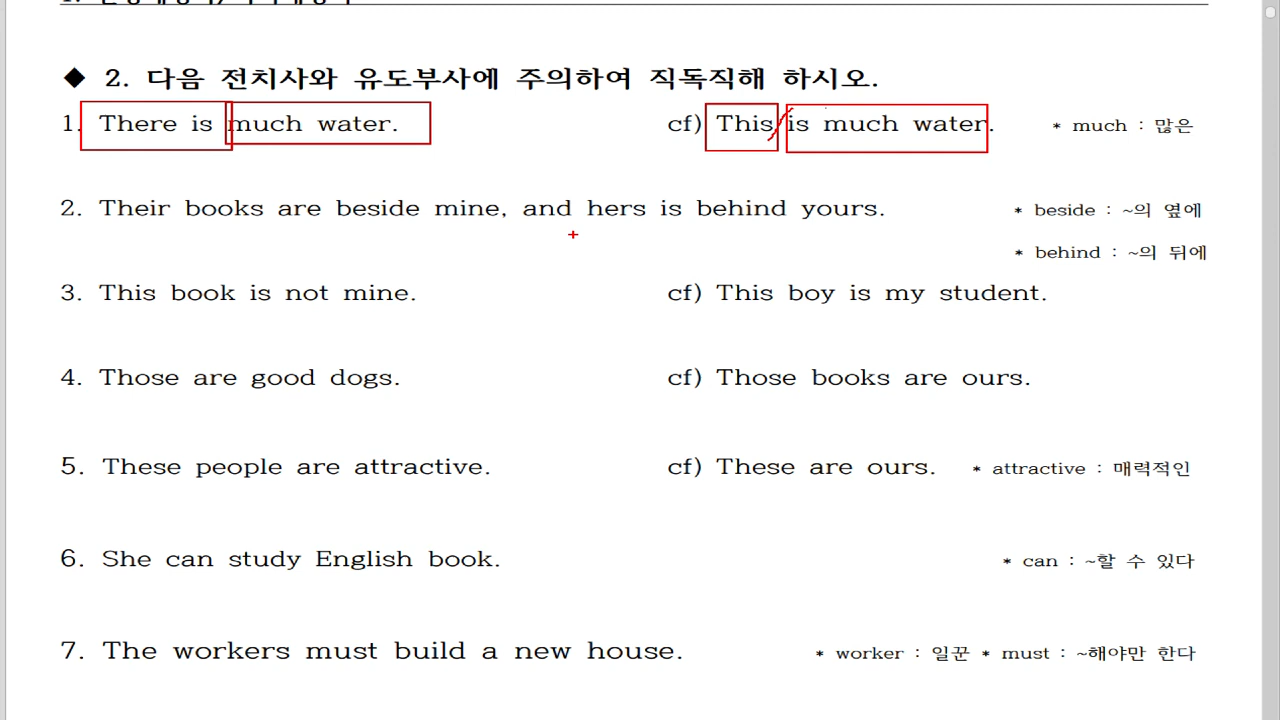 ◆ 2. 다음 전치사와 유도부사에 주의하여 직독직해 하시오.
1. There is much water. cf) This is much water. * much : 많은
2. Their books are beside mine, and hers is behind yours. * beside : ~의 옆에
* behind : ~의 뒤에
3. This book is not mine. cf) This boy is my student.
4. Those are good dogs. cf) Those books are ours.
5. These people are attractive. cf) These are ours. * attractive : 매력적인
6. She can study English book. * can : ~할 수 있다
7. The workers must build a new house. * worker : 일꾼 * must : ~해야만 한다